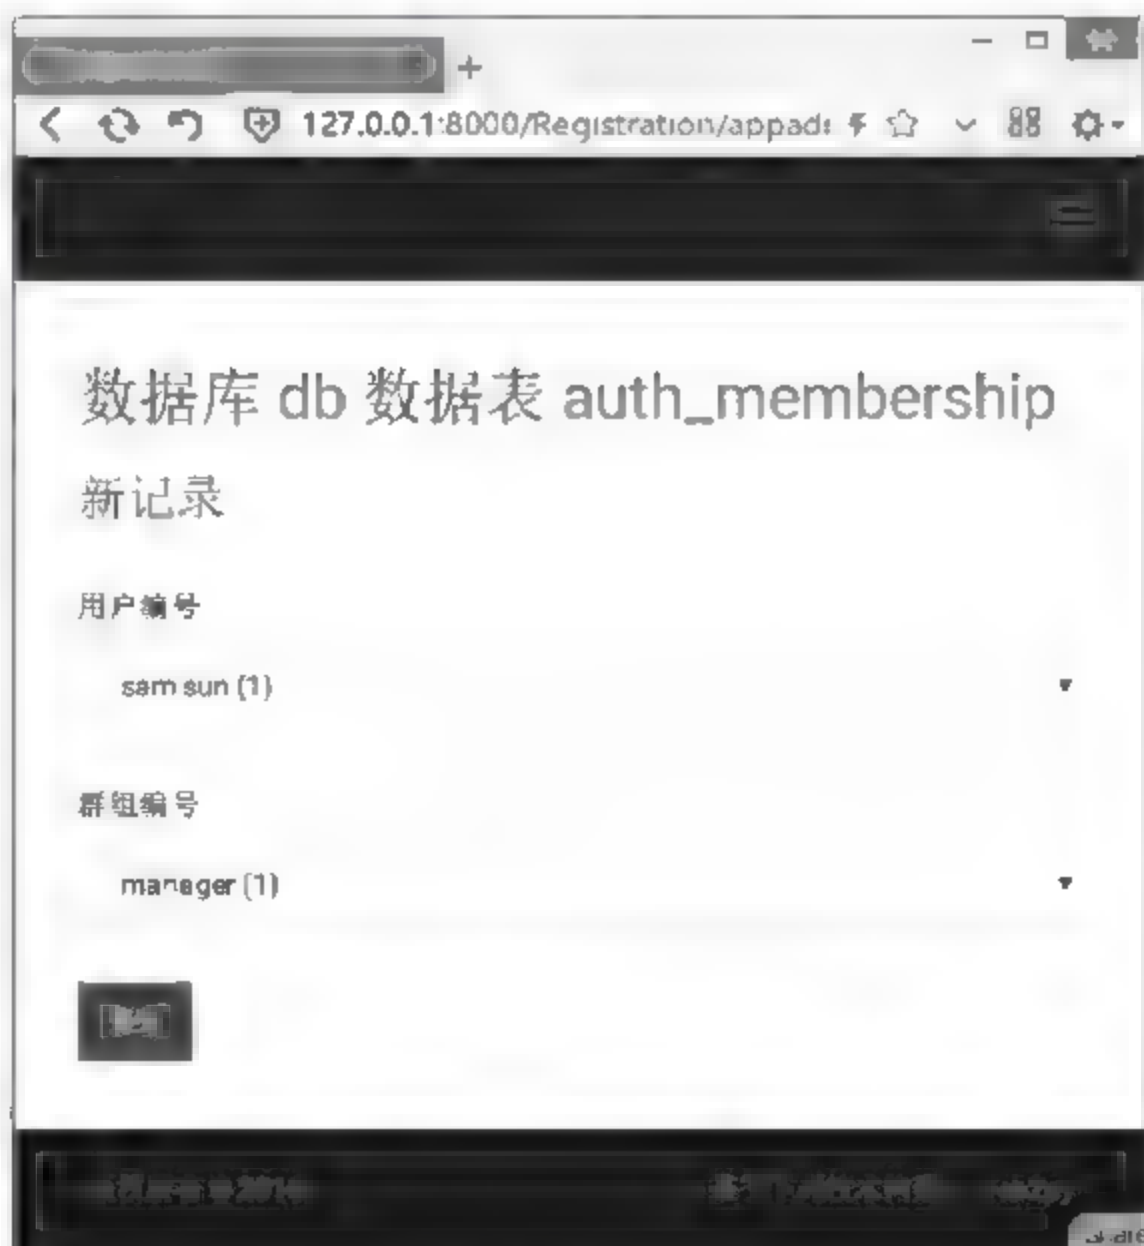 127.0.0.1:8000/Registration/appad
数据库 db 数据表 auth_membership
新记录
用户编号
sam sun (1)
群组编号
manager (1)